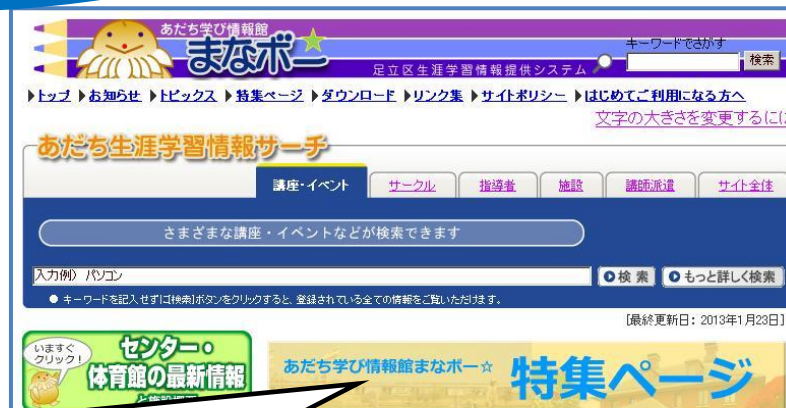 あだち学び情報館
まなボー☆
足立区生涯学習情報提供システム
キーワードでさがす
検索
トップ お知らせ トピックス 特集ページ ダウンロード リンク集 サイトポリシー はじめてご利用になる方へ
文字の大きさを変更するには
あだち生涯学習情報サーチ
講座・イベント サークル 指導者 施設 講師派遣 サイト全体
さまざまな講座・イベントなどが検索できます
入力例） パソコン
検 索 もっと詳しく検索
● キーワードを記入せずに[検索]ボタンをクリックすると、登録されている全ての情報をご覧いただけます。
[最終更新日：2013年1月23日]
いますぐ
クリック！
センター・
体育館の最新情報
あだち学び情報館まなボー☆ 特集ページ